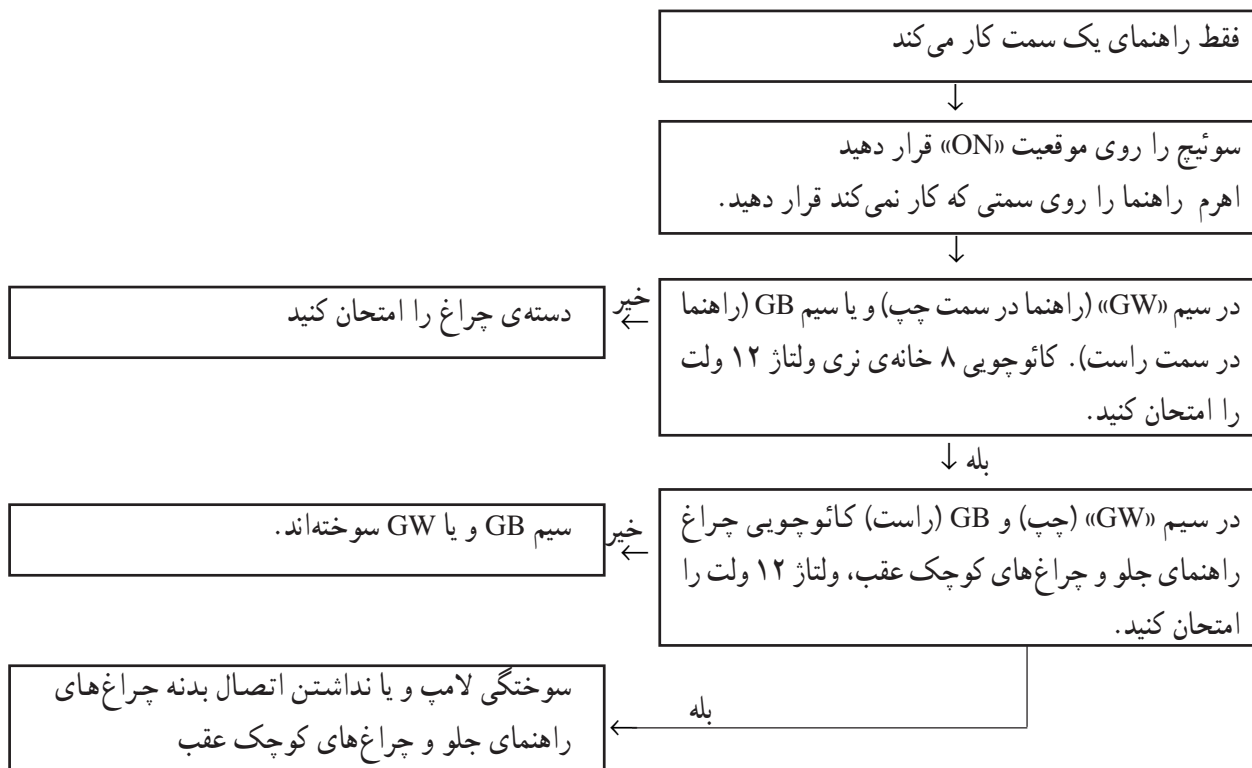 فقط راهنمای یک سمت کار می‌کند
↓
سوئیچ را روی موقعیت «ON» قرار دهید
اهرم راهنما را روی سمتی که کار نمی‌کند قرار دهید.
↓
در سیم «GW» (راهنما در سمت چپ) و یا سیم GB (راهنما
در سمت راست). کائوچویی ۸ خانه‌ی نری ولتاژ ۱۲ ولت
را امتحان کنید.
خیر
←
دسته‌ی چراغ را امتحان کنید
بله ↓
در سیم «GW» (چپ) و GB (راست) کائوچویی چراغ
راهنمای جلو و چراغ‌های کوچک عقب، ولتاژ ۱۲ ولت را
امتحان کنید.
خیر
←
سیم GB و یا GW سوخته‌اند.
بله
←
سوختگی لامپ و یا نداشتن اتصال بدنه چراغ‌های
راهنمای جلو و چراغ‌های کوچک عقب